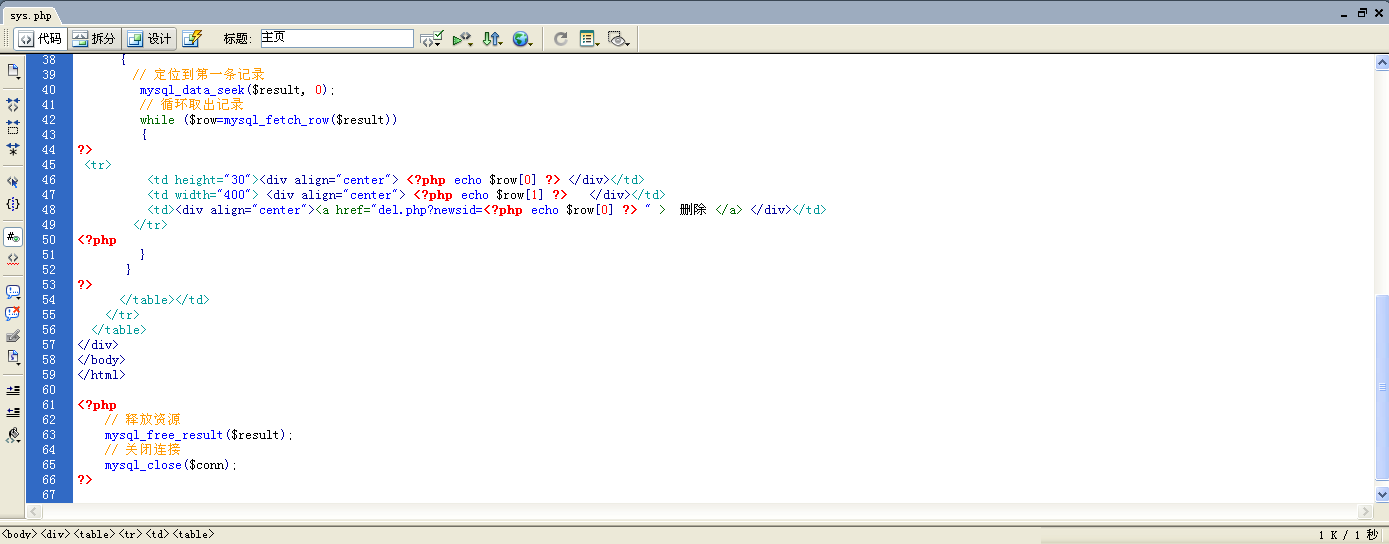 sys.php
代码 拆分 设计 标题: 主页
38 {
39 // 定位到第一条记录
40 mysql_data_seek($result, 0);
41 // 循环取出记录
42 while ($row=mysql_fetch_row($result))
43 {
44 ?>
45 <tr>
46 <td height="30"><div align="center"> <?php echo $row[0] ?> </div></td>
47 <td width="400"> <div align="center"> <?php echo $row[1] ?> </div></td>
48 <td><div align="center"><a href="del.php?newsid=<?php echo $row[0] ?> " > 删除 </a> </div></td>
49 </tr>
50 <?php
51 }
52 }
53 ?>
54 </table></td>
55 </tr>
56 </table>
57 </div>
58 </body>
59 </html>
60
61 <?php
62 // 释放资源
63 mysql_free_result($result);
64 // 关闭连接
65 mysql_close($conn);
66 ?>
67
<body> <div> <table> <tr> <td> <table> 1 K / 1 秒